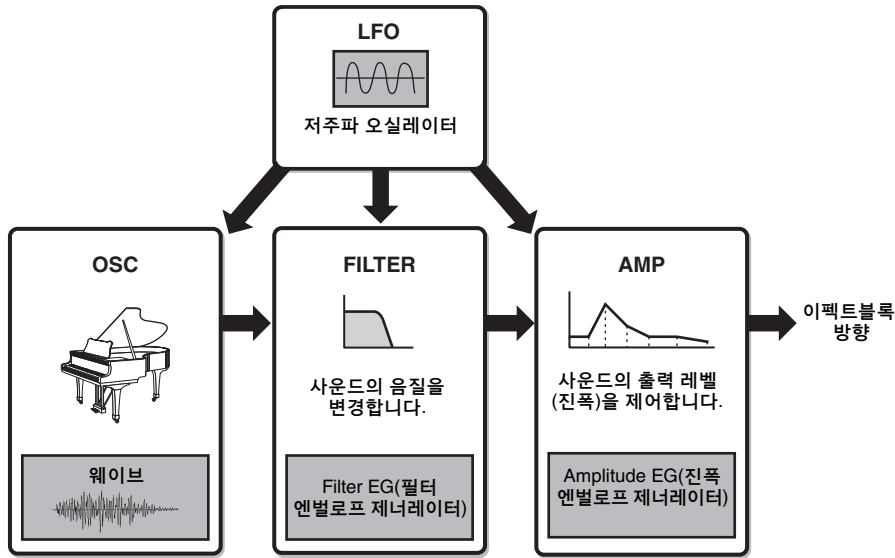 LFO
저주파 오실레이터
OSC
웨이브
FILTER
사운드의 음질을
변경합니다.
Filter EG(필터
엔벌로프 제너레이터)
AMP
사운드의 출력 레벨
(진폭)을 제어합니다.
Amplitude EG(진폭
엔벌로프 제너레이터)
이펙트블록
방향